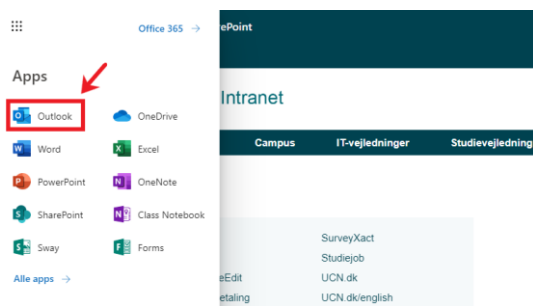 Office 365 →
ePoint
Apps
Intranet
Outlook
OneDrive
Campus
IT-vejledninger
Studievejledning
Word
Excel
PowerPoint
OneNote
SharePoint
Class Notebook
SurveyXact
Sway
Forms
Studiejob
Alle apps →
eEdit
UCN.dk
etaling
UCN.dk/english